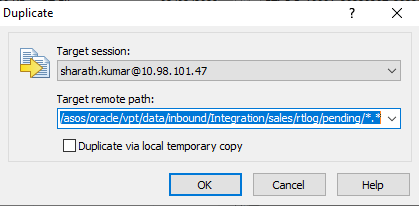 Duplicate
Target session:
sharath.kumar@10.98.101.47
Target remote path:
/asos/oracle/vpt/data/inbound/Integration/sales/rtlog/pending/*.*
Duplicate via local temporary copy
OK
Cancel
Help